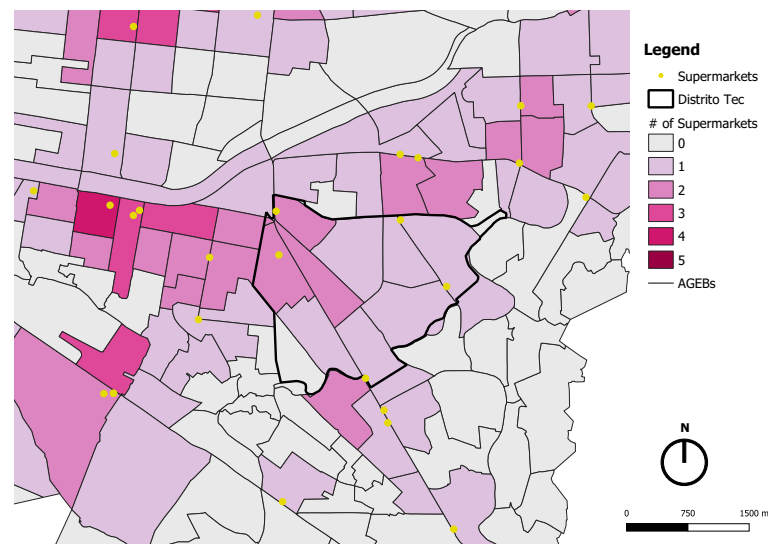 Legend
Supermarkets
Distrito Tec
# of Supermarkets
0
1
2
3
4
5
AGEBs
N
0 750 1500 m